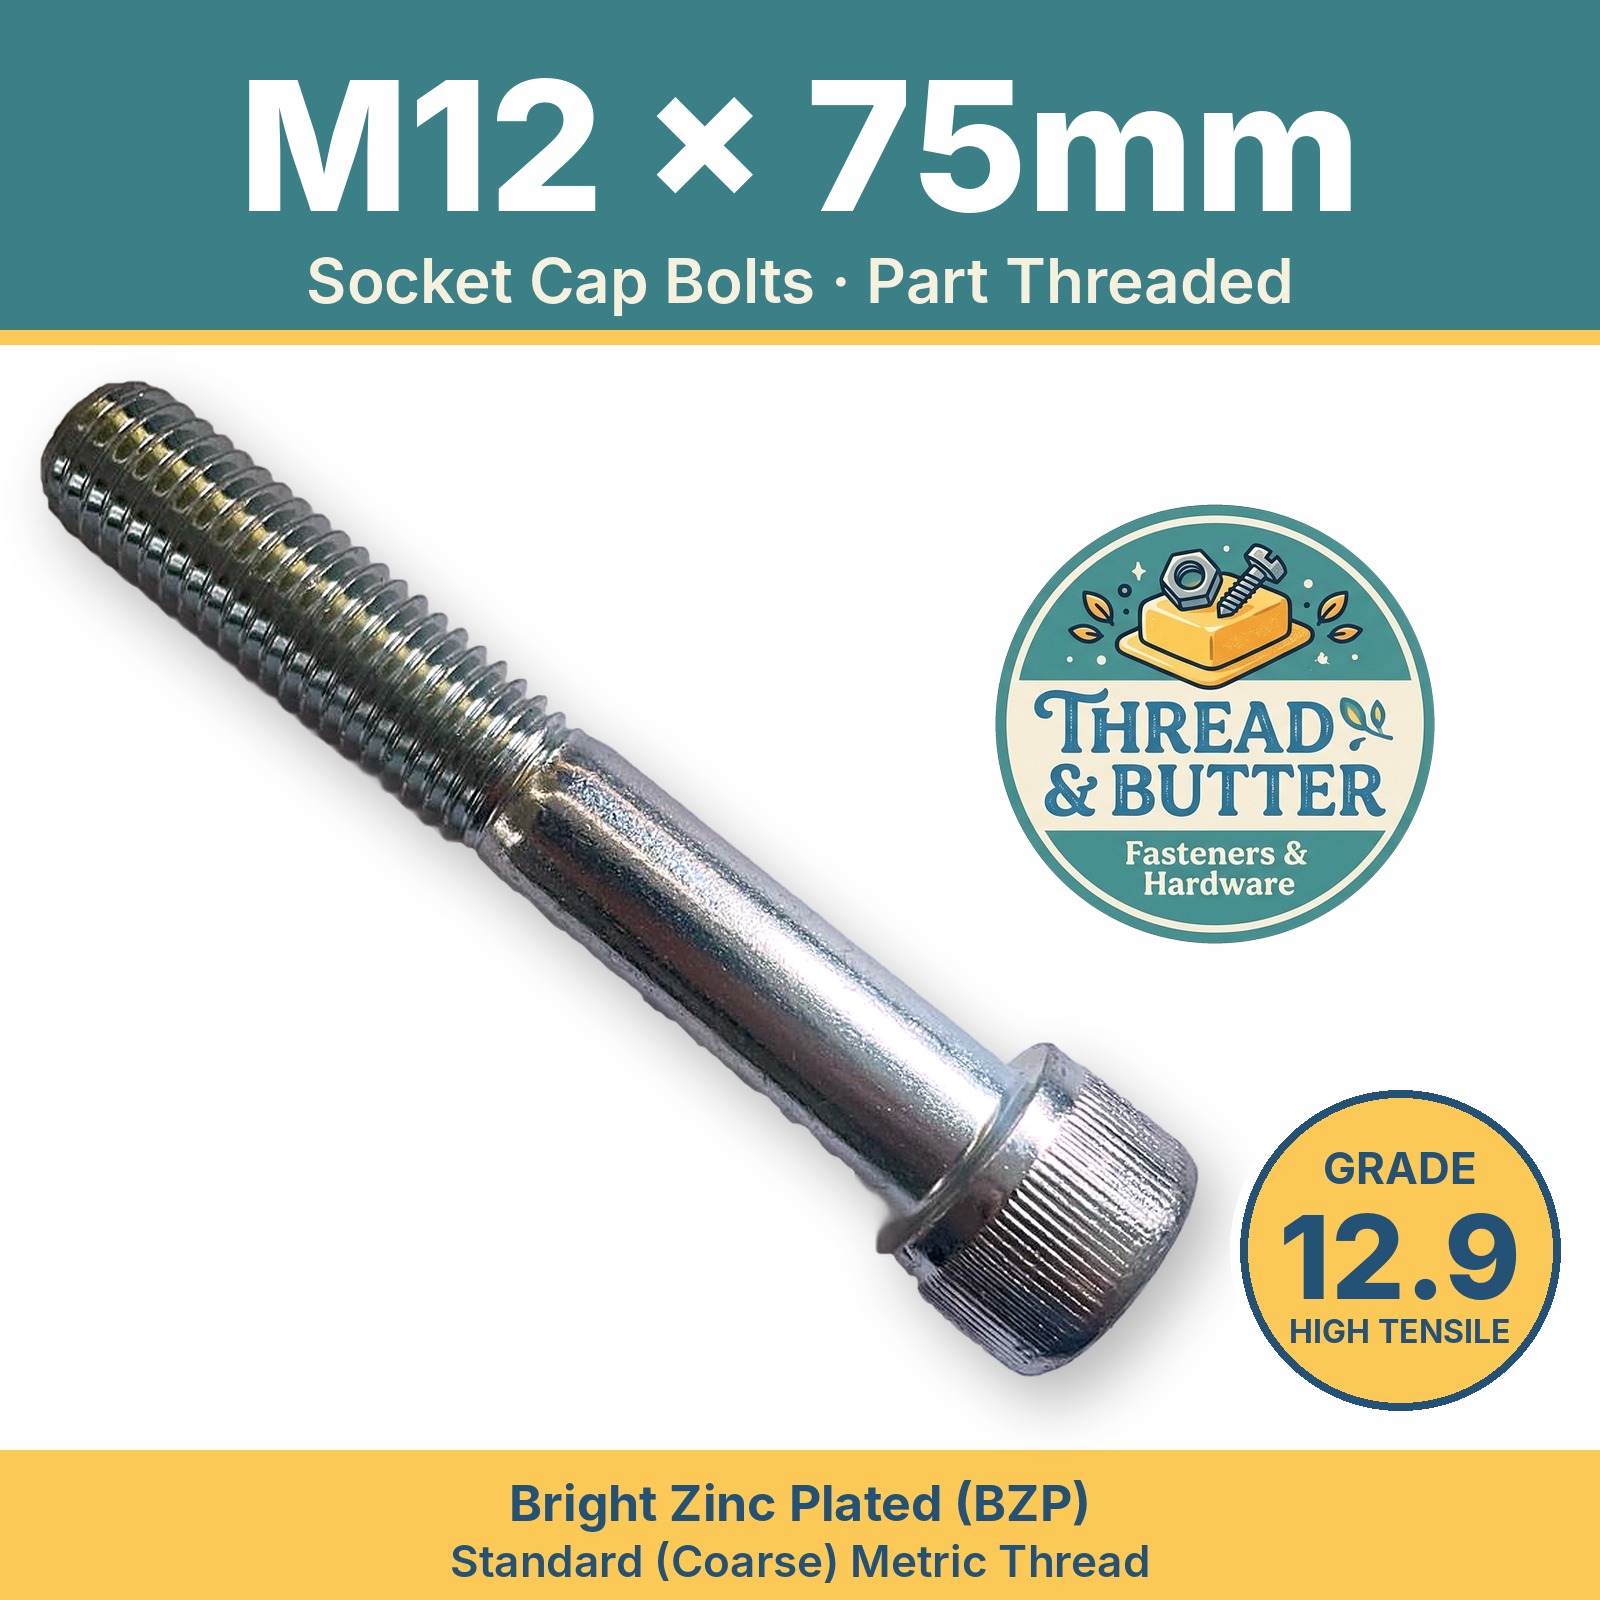 M12 × 75mm
Socket Cap Bolts · Part Threaded
THREAD
& BUTTER
Fasteners &
Hardware
GRADE
12.9
HIGH TENSILE
Bright Zinc Plated (BZP)
Standard (Coarse) Metric Thread